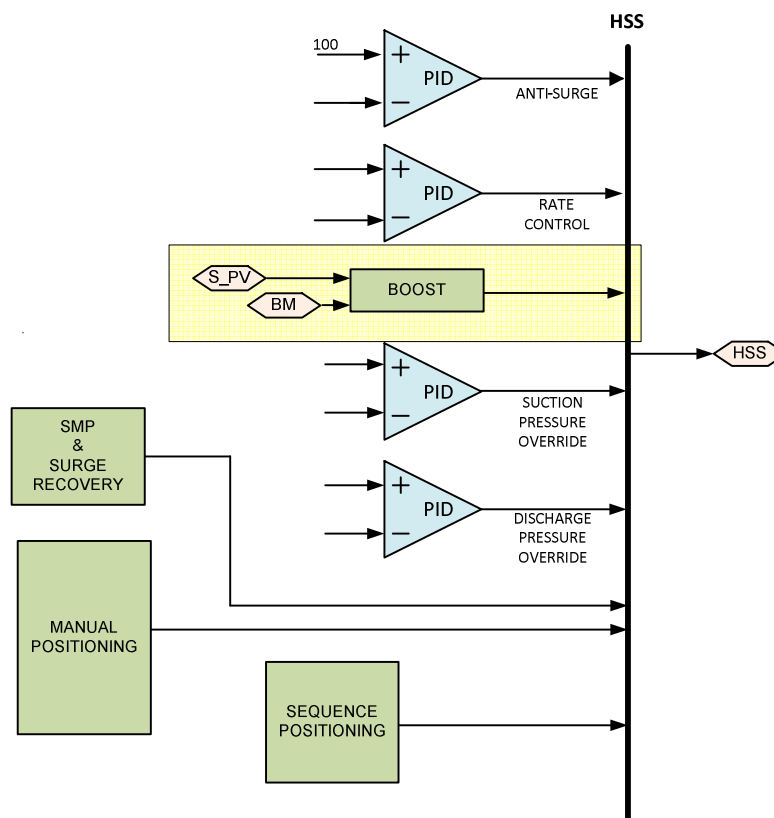 HSS
100
+
PID
−
ANTI-SURGE
+
PID
−
RATE
CONTROL
S_PV
BM
BOOST
HSS
+
PID
−
SUCTION
PRESSURE
OVERRIDE
SMP
&
SURGE
RECOVERY
+
PID
−
DISCHARGE
PRESSURE
OVERRIDE
MANUAL
POSITIONING
SEQUENCE
POSITIONING